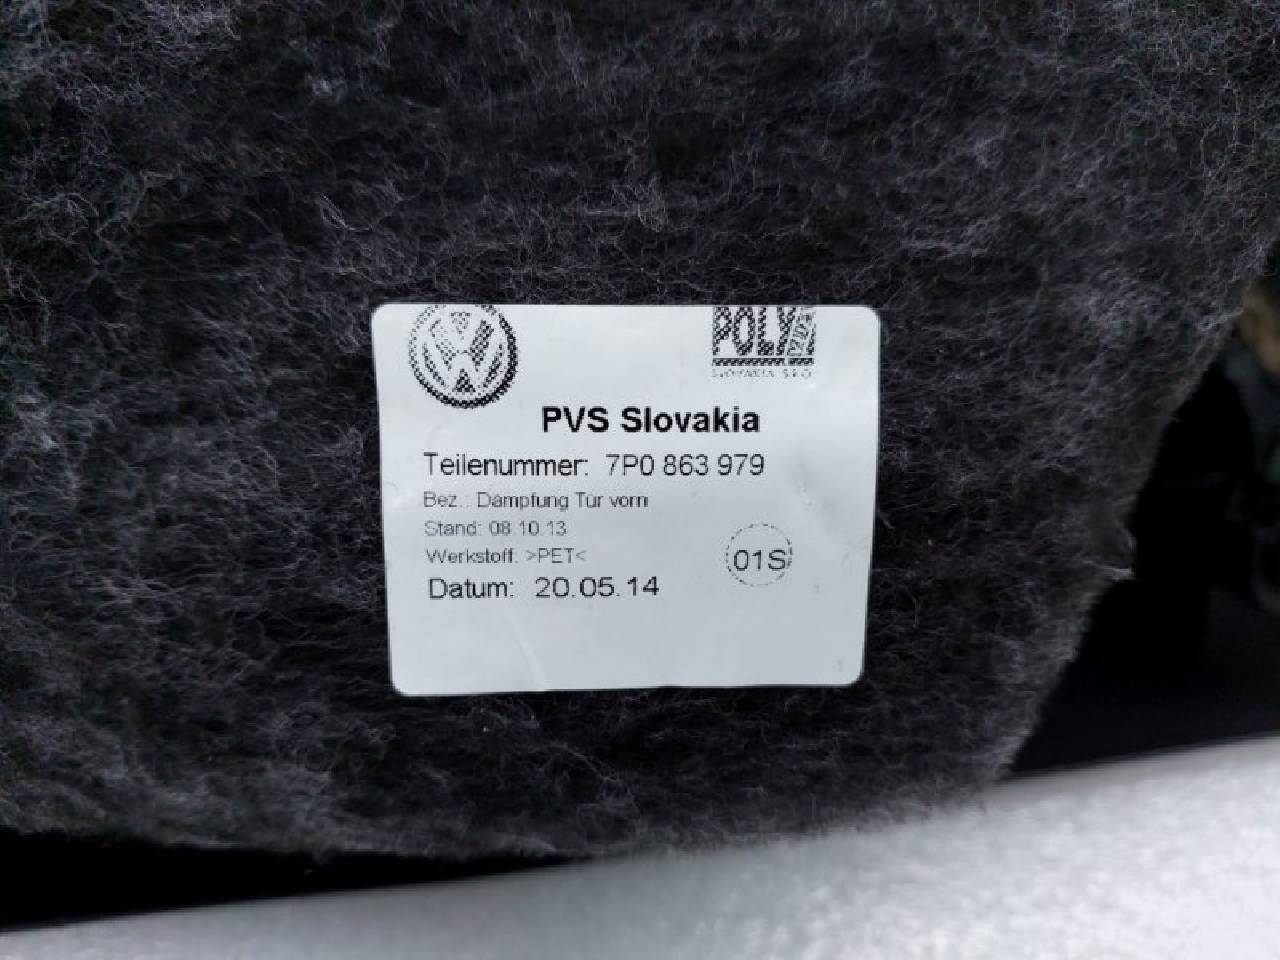 POLY
SLOVAKIA S.R.O.
PVS Slovakia
Teilenummer: 7P0 863 979
Bez.: Dämpfung Tür vorn
Stand: 08.10.13
Werkstoff: >PET<
01S
Datum: 20.05.14